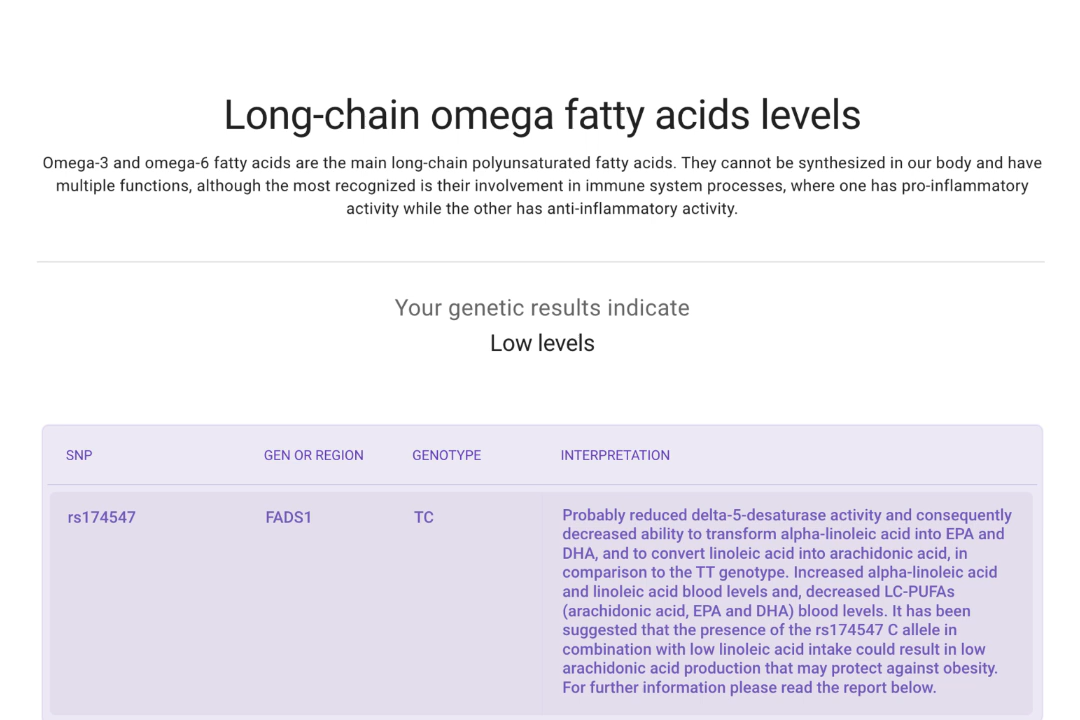 Long-chain omega fatty acids levels
Omega-3 and omega-6 fatty acids are the main long-chain polyunsaturated fatty acids. They cannot be synthesized in our body and have
multiple functions, although the most recognized is their involvement in immune system processes, where one has pro-inflammatory
activity while the other has anti-inflammatory activity.
Your genetic results indicate
Low levels
SNP GEN OR REGION GENOTYPE INTERPRETATION
rs174547 FADS1 TC Probably reduced delta-5-desaturase activity and consequently
decreased ability to transform alpha-linoleic acid into EPA and
DHA, and to convert linoleic acid into arachidonic acid, in
comparison to the TT genotype. Increased alpha-linoleic acid
and linoleic acid blood levels and, decreased LC-PUFAs
(arachidonic acid, EPA and DHA) blood levels. It has been
suggested that the presence of the rs174547 C allele in
combination with low linoleic acid intake could result in low
arachidonic acid production that may protect against obesity.
For further information please read the report below.